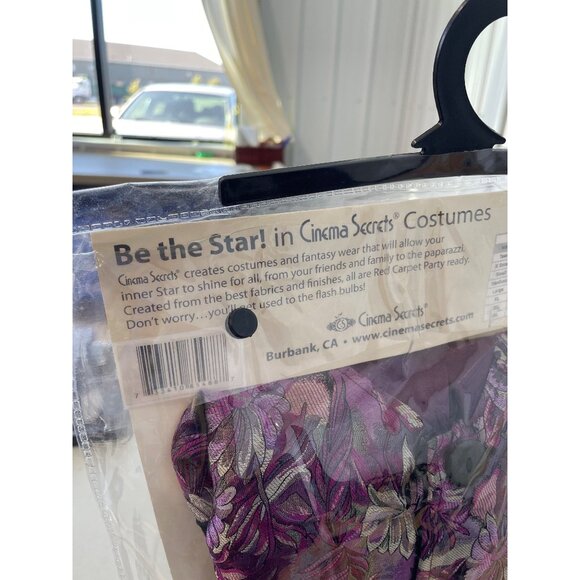 Be the Star! in Cinema Secrets® Costumes
Cinema Secrets® creates costumes and fantasy wear that will allow your
inner Star to shine for all, from your friends and family to the paparazzi.
Created from the best fabrics and finishes, all are Red Carpet Party ready.
Don't worry…you'll get used to the flash bulbs!
Cinema Secrets®
Burbank, CA • www.cinemasecrets.com